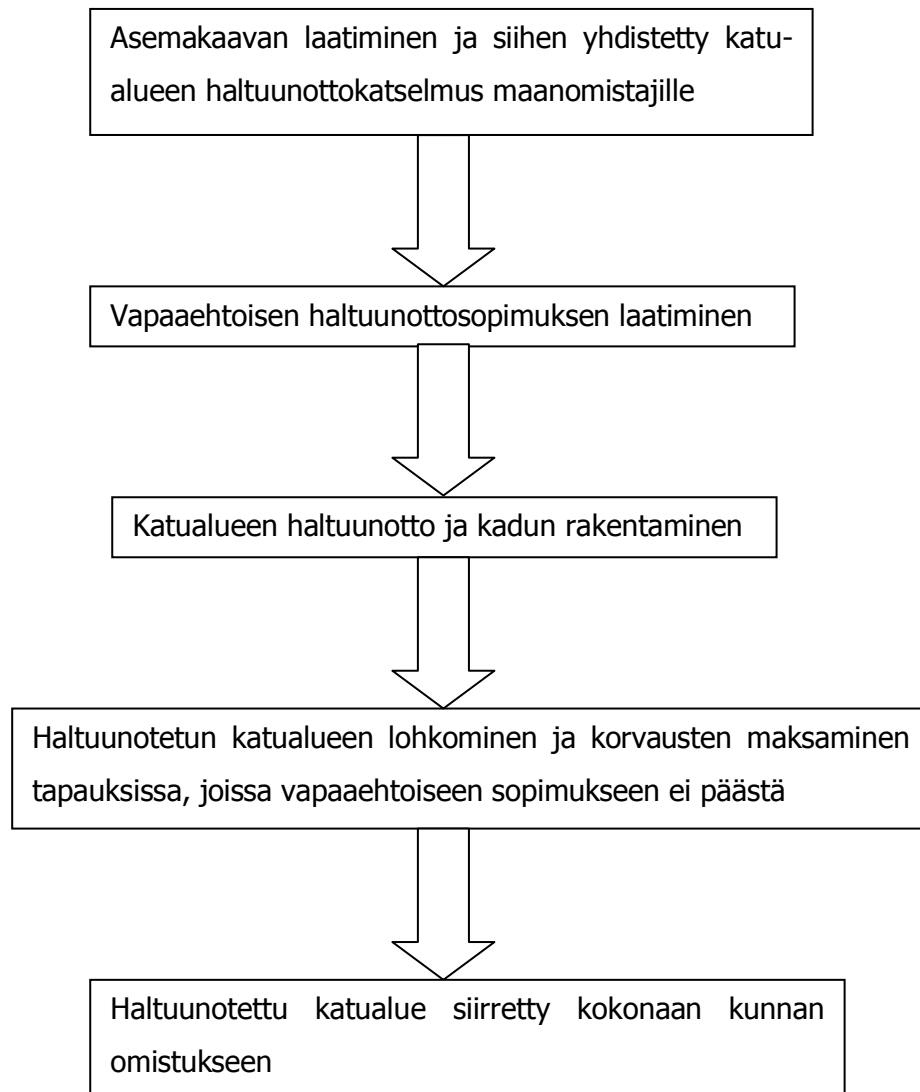 Asemakaavan laatiminen ja siihen yhdistetty katu-
alueen haltuunottokatselmus maanomistajille
Vapaaehtoisen haltuunottosopimuksen laatiminen
Katualueen haltuunotto ja kadun rakentaminen
Haltuunotetun katualueen lohkominen ja korvausten maksaminen
tapauksissa, joissa vapaaehtoiseen sopimukseen ei päästä
Haltuunotettu katualue siirretty kokonaan kunnan
omistukseen